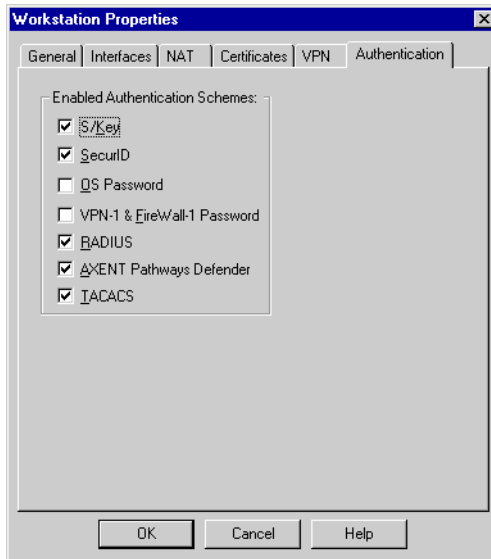 Workstation Properties
General Interfaces NAT Certificates VPN Authentication
Enabled Authentication Schemes:
S/Key
SecurID
OS Password
VPN-1 & FireWall-1 Password
RADIUS
AXENT Pathways Defender
TACACS
OK Cancel Help